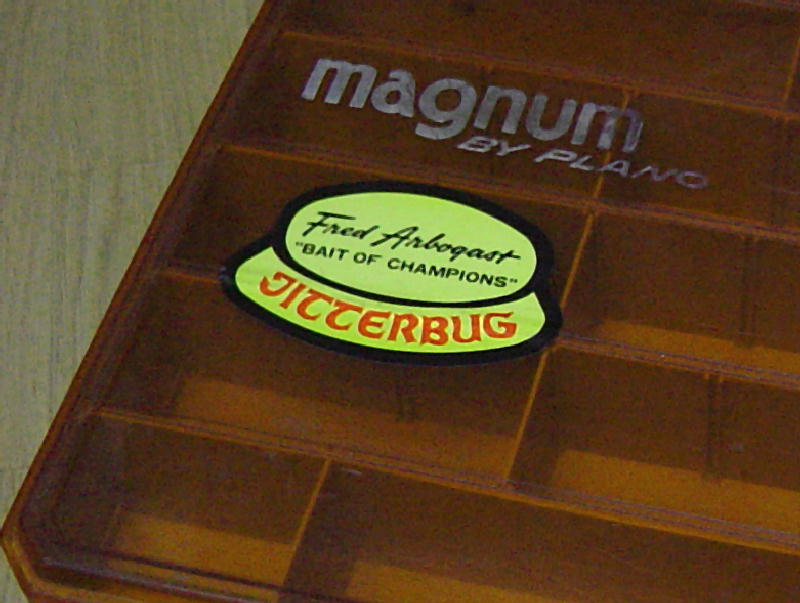 magnum
BY PLANO
Fred Arbogast
"BAIT OF CHAMPIONS"
JITTERBUG